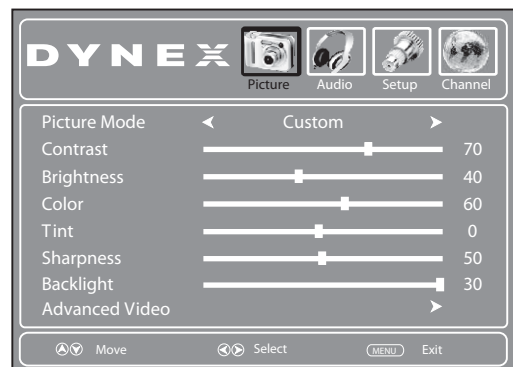 DYNEX
Picture Audio Setup Channel
Picture Mode Custom
Contrast 70
Brightness 40
Color 60
Tint 0
Sharpness 50
Backlight 30
Advanced Video
Move Select MENU Exit